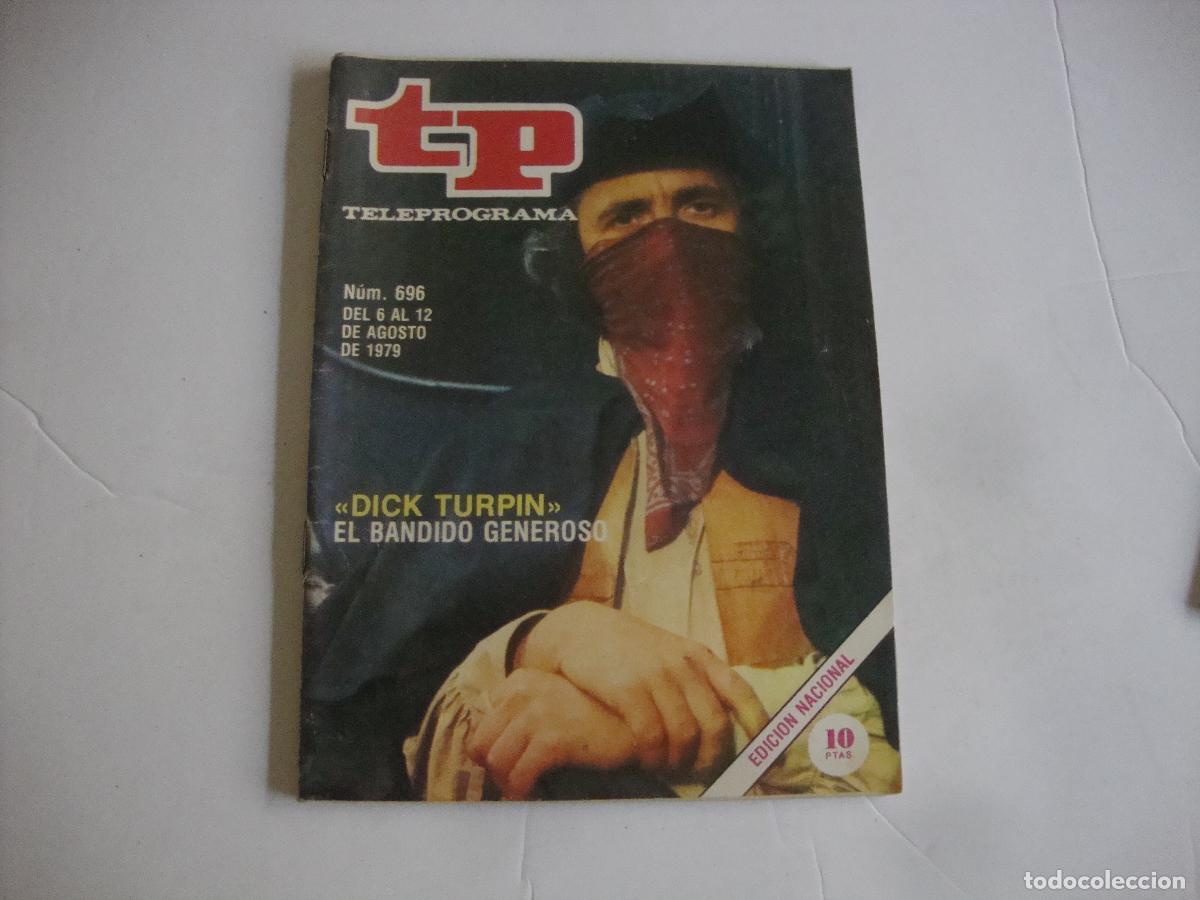 tp
TELEPROGRAMA
Núm. 696
DEL 6 AL 12
DE AGOSTO
DE 1979
«DICK TURPIN»
EL BANDIDO GENEROSO
EDICION NACIONAL
10
PTAS.
todocoleccion